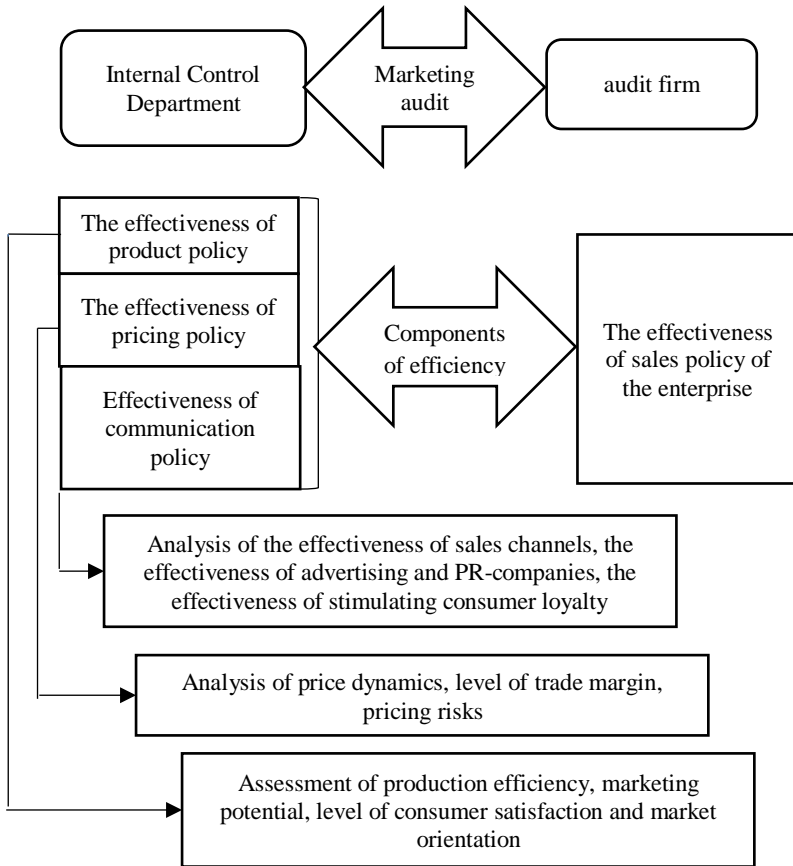 Internal Control
Department
Marketing
audit
audit firm
The effectiveness of
product policy
The effectiveness of
pricing policy
Effectiveness of
communication
policy
Components
of efficiency
The effectiveness
of sales policy of
the enterprise
Analysis of the effectiveness of sales channels, the
effectiveness of advertising and PR-companies, the
effectiveness of stimulating consumer loyalty
Analysis of price dynamics, level of trade margin,
pricing risks
Assessment of production efficiency, marketing
potential, level of consumer satisfaction and market
orientation